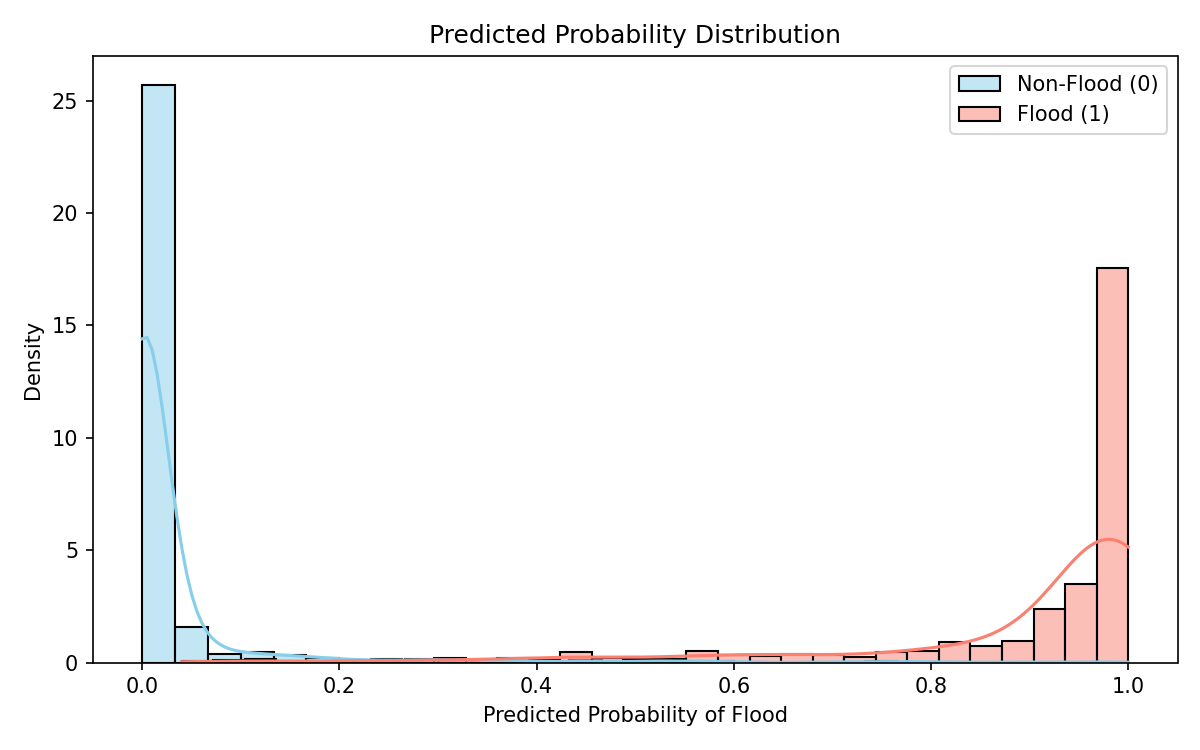 Predicted Probability Distribution
Non-Flood (0)
Flood (1)
Density
25
20
15
10
5
0
0.0
0.2
0.4
0.6
0.8
1.0
Predicted Probability of Flood